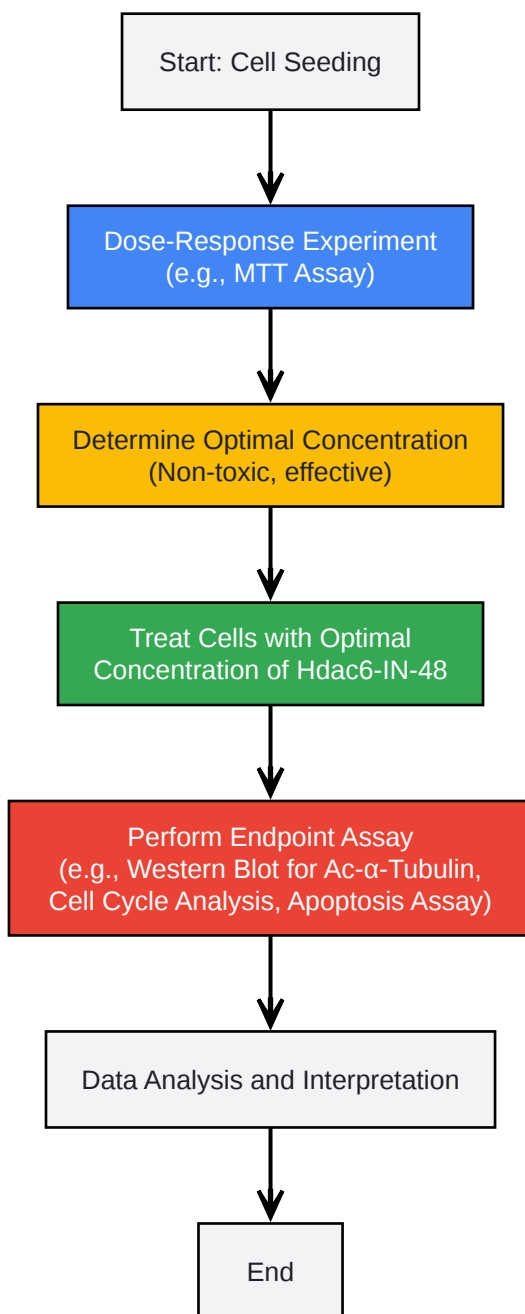 Start: Cell Seeding
Dose-Response Experiment
(e.g., MTT Assay)
Determine Optimal Concentration
(Non-toxic, effective)
Treat Cells with Optimal
Concentration of Hdac6-IN-48
Perform Endpoint Assay
(e.g., Western Blot for Ac-α-Tubulin,
Cell Cycle Analysis, Apoptosis Assay)
Data Analysis and Interpretation
End